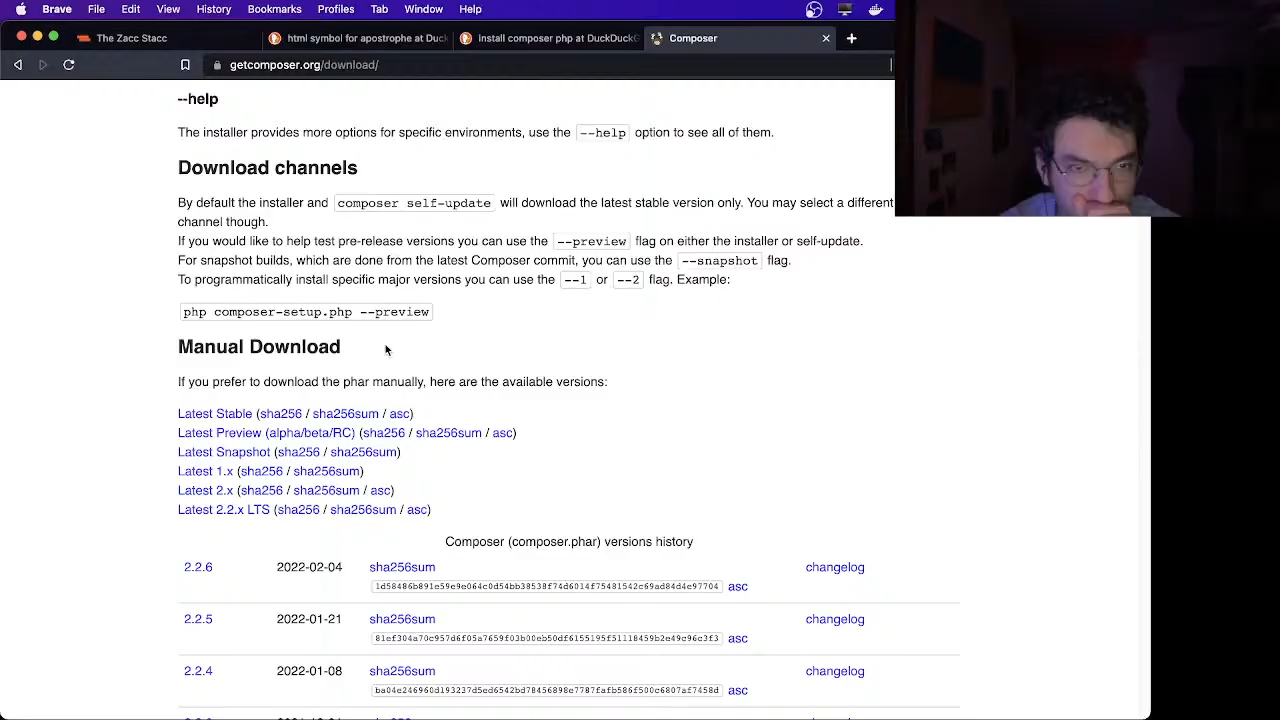 Brave File Edit View History Bookmarks Profiles Tab Window Help
The Zacc Stacc
html symbol for apostrophe at Duck
install composer php at DuckDuckG
Composer
getcomposer.org/download/
--help
The installer provides more options for specific environments, use the --help option to see all of them.
Download channels
By default the installer and composer self-update will download the latest stable version only. You may select a different
channel though.
If you would like to help test pre-release versions you can use the --preview flag on either the installer or self-update.
For snapshot builds, which are done from the latest Composer commit, you can use the --snapshot flag.
To programmatically install specific major versions you can use the --1 or --2 flag. Example:
php composer-setup.php --preview
Manual Download
If you prefer to download the phar manually, here are the available versions:
Latest Stable (sha256 / sha256sum / asc)
Latest Preview (alpha/beta/RC) (sha256 / sha256sum / asc)
Latest Snapshot (sha256 / sha256sum)
Latest 1.x (sha256 / sha256sum)
Latest 2.x (sha256 / sha256sum / asc)
Latest 2.2.x LTS (sha256 / sha256sum / asc)
Composer (composer.phar) versions history
2.2.6 2022-02-04 sha256sum changelog
1d58486b891e59e9e064c0d54bb38538f74d6014f75481542c69ad84d4e97704 asc
2.2.5 2022-01-21 sha256sum changelog
81ef304a70c957d6f05a7659f03b00eb50df6155195f51118459b2e49c96c3f3 asc
2.2.4 2022-01-08 sha256sum changelog
ba04e246960d193237d5ed6542bd78456898e7787fafb586f500c6807af7458d asc